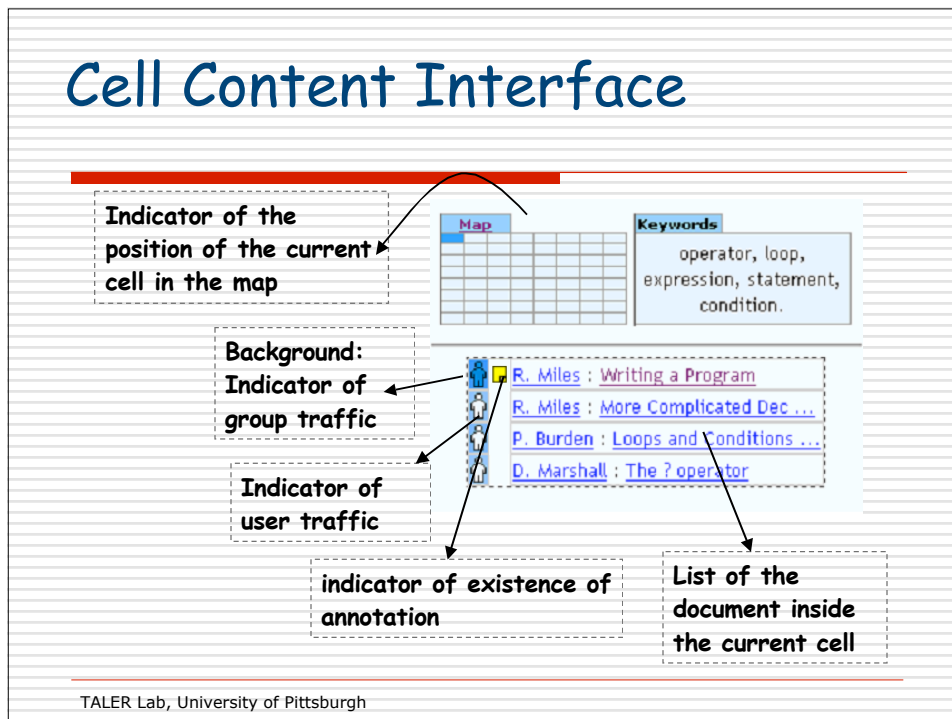 Cell Content Interface
Indicator of the
position of the current
cell in the map
Map
Keywords
operator, loop,
expression, statement,
condition.
Background:
Indicator of
group traffic
R. Miles : Writing a Program
R. Miles : More Complicated Dec ...
P. Burden : Loops and Conditions ...
D. Marshall : The ? operator
Indicator of
user traffic
indicator of existence of
annotation
List of the
document inside
the current cell
TALER Lab, University of Pittsburgh